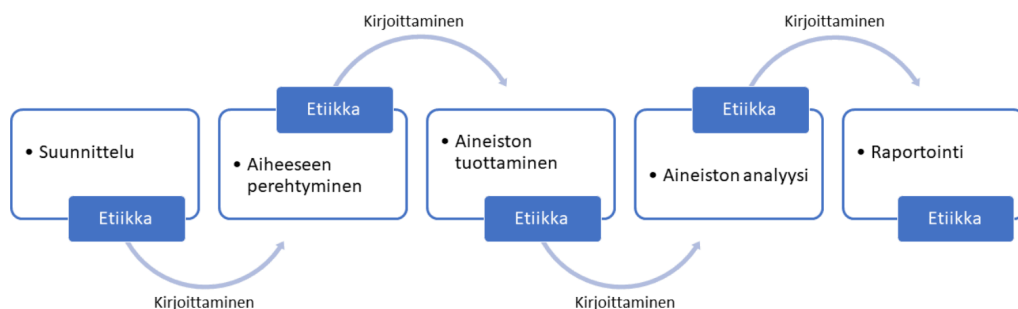 Kirjoittaminen
Kirjoittaminen
Etiikka
Etiikka
• Suunnittelu
• Aiheeseen
perehtyminen
• Aineiston
tuottaminen
• Aineiston analyysi
• Raportointi
Etiikka
Etiikka
Etiikka
Kirjoittaminen
Kirjoittaminen